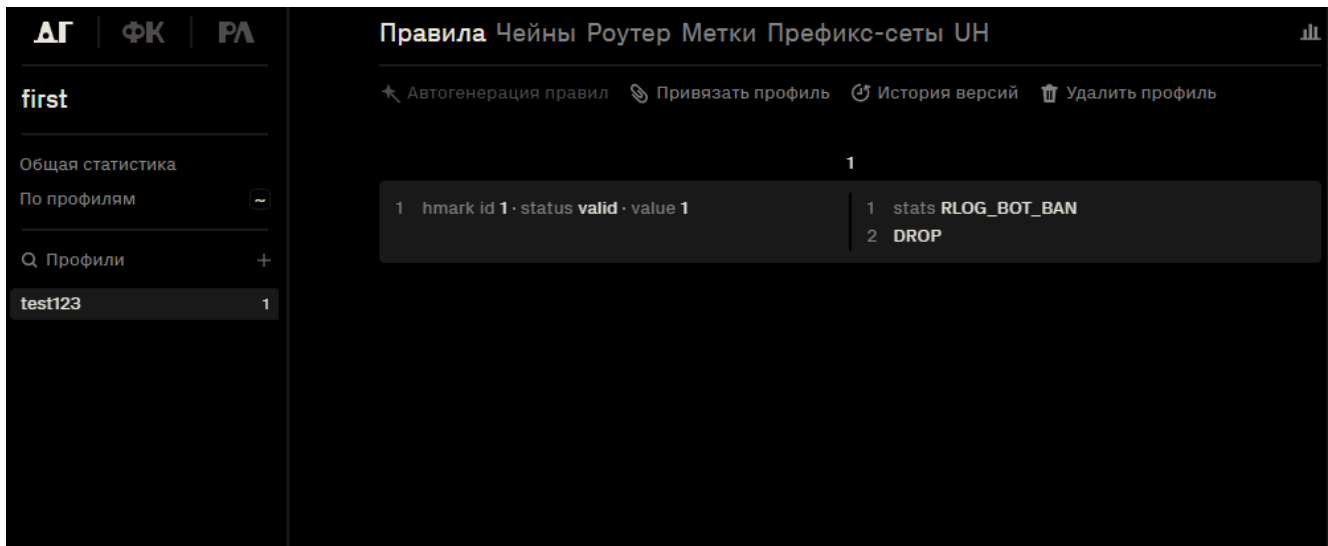 ДГ ФК РЛ
first
Общая статистика
По профилям ~
Профили +
test123 1
Правила Чейны Роутер Метки Префикс-сеты UH
Автогенерация правил Привязать профиль История версий Удалить профиль
1
1 hmark id 1 · status valid · value 1
1 stats RLOG_BOT_BAN
2 DROP